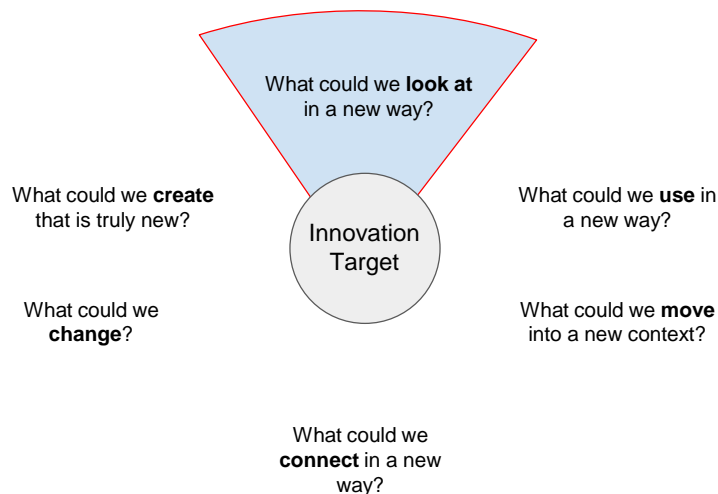 What could we look at
in a new way?
What could we create
that is truly new?
Innovation
Target
What could we use in
a new way?
What could we
change?
What could we move
into a new context?
What could we
connect in a new
way?